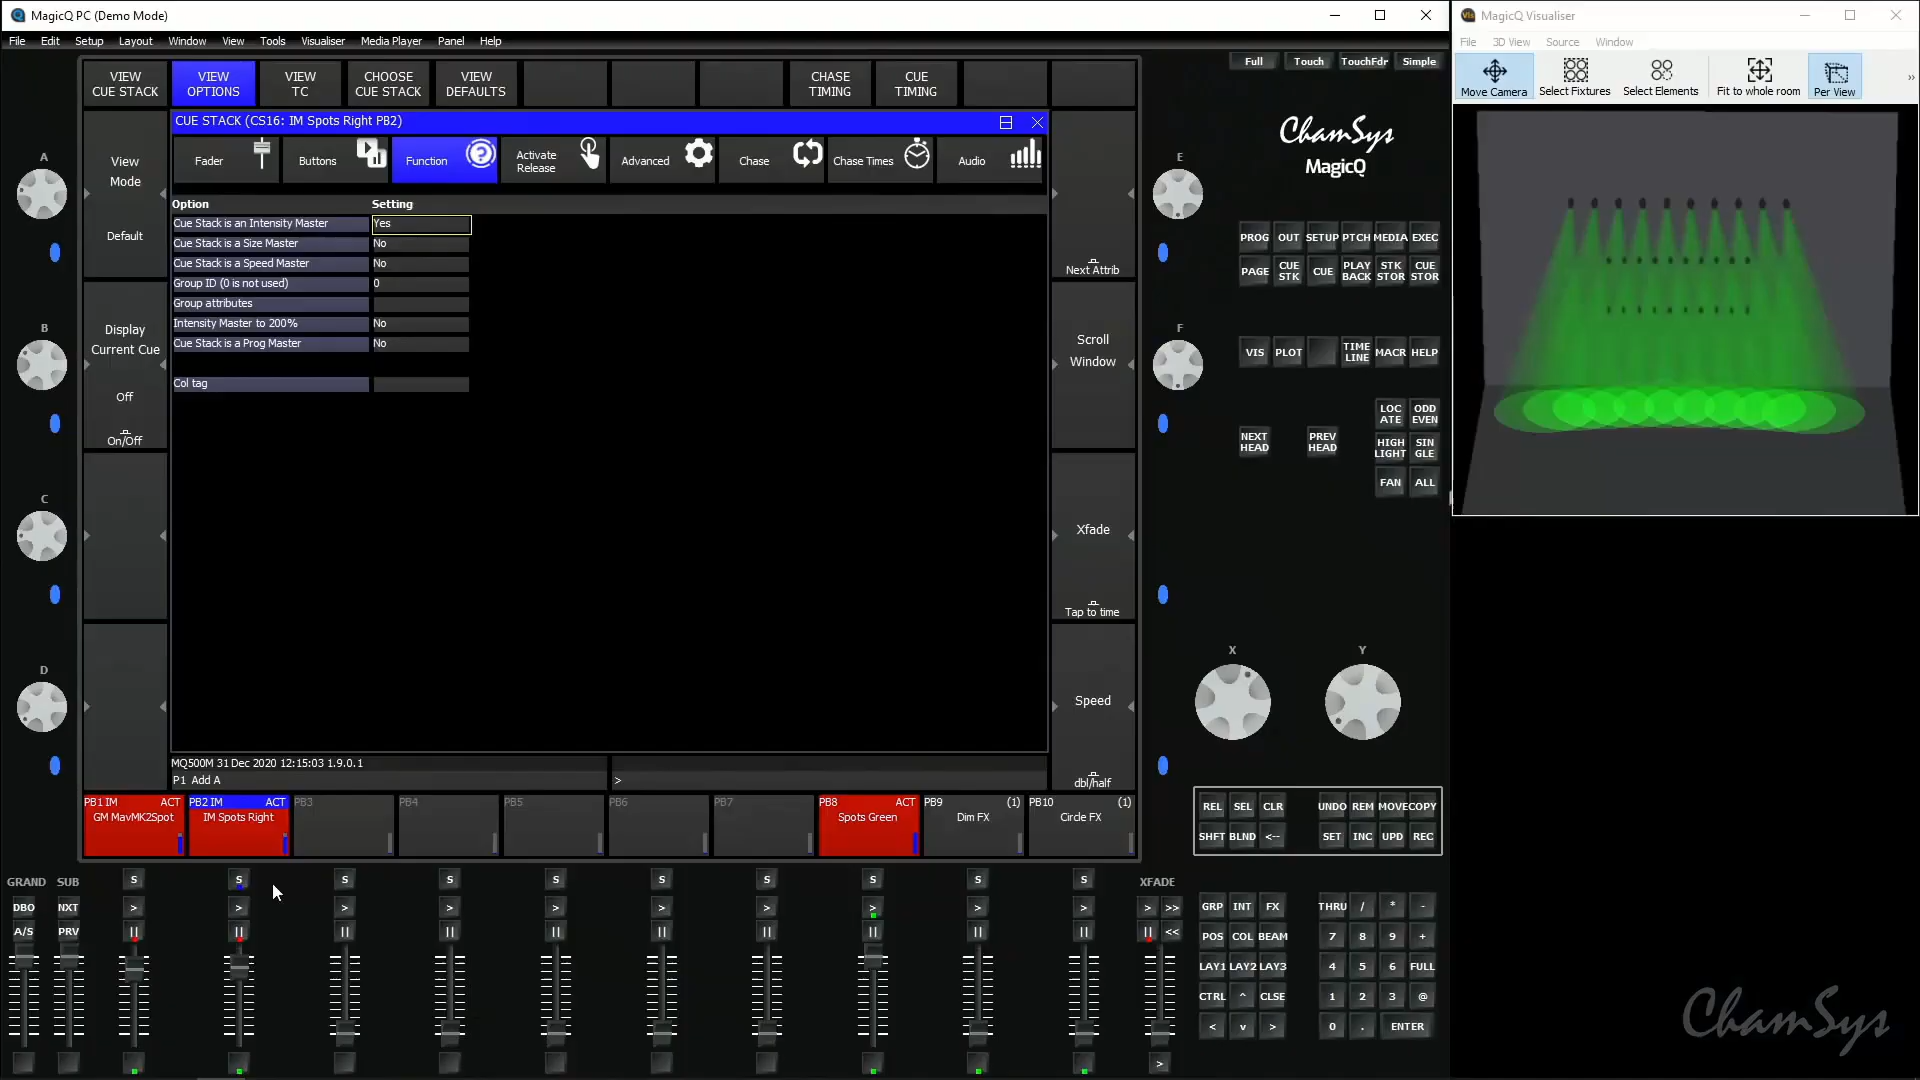 MagicQ PC (Demo Mode)
File Edit Setup Layout Window View Tools Visualiser Media Player Panel Help
VIEW CUE STACK
VIEW OPTIONS
VIEW TC
CHOOSE CUE STACK
VIEW DEFAULTS
CHASE TIMING
CUE TIMING
CUE STACK (CS16: IM Spots Right PB2)
Fader Buttons Function Activate Release Advanced Chase Chase Times Audio
Option Setting
Cue Stack is an Intensity Master Yes
Cue Stack is a Size Master No
Cue Stack is a Speed Master No
Group ID (0 is not used) 0
Group attributes
Intensity Master to 200% No
Cue Stack is a Prog Master No
Col tag
View Mode
Default
Display Current Cue
Off
On/Off
Next Attrib
Scroll Window
Xfade
Tap to time
Speed
dbl/half
A
B
C
D
E
F
X Y
MQ500M 31 Dec 2020 12:15:03 1.9.0.1
P1 Add A >
PB1 IM ACT PB2 IM ACT PB3 PB4 PB5 PB6 PB7 PB8 ACT PB9 (1) PB10 (1)
GM MavMK2Spot IM Spots Right Spots Green Dim FX Circle FX
GRAND SUB S S S S S S S S S S XFADE
DBO NXT > > > > > > > > > > > >>
A/S PRV || || || || || || || || || || || <<
>
Full Touch TouchFdr Simple
ChamSys
MagicQ
PROG OUT SETUP PTCH MEDIA EXEC
PAGE CUE STK CUE PLAY BACK STK STOR CUE STOR
VIS PLOT TIME LINE MACR HELP
LOC ATE ODD EVEN
NEXT HEAD PREV HEAD HIGH LIGHT SIN GLE
FAN ALL
REL SEL CLR UNDO REM MOVE COPY
SHFT BLND <-- SET INC UPD REC
GRP INT FX THRU / * -
POS COL BEAM 7 8 9 +
LAY1 LAY2 LAY3 4 5 6 FULL
CTRL ^ CLSE 1 2 3 @
< v > 0 . ENTER
MagicQ Visualiser
File 3D View Source Window
Move Camera Select Fixtures Select Elements Fit to whole room Per View »
ChamSys